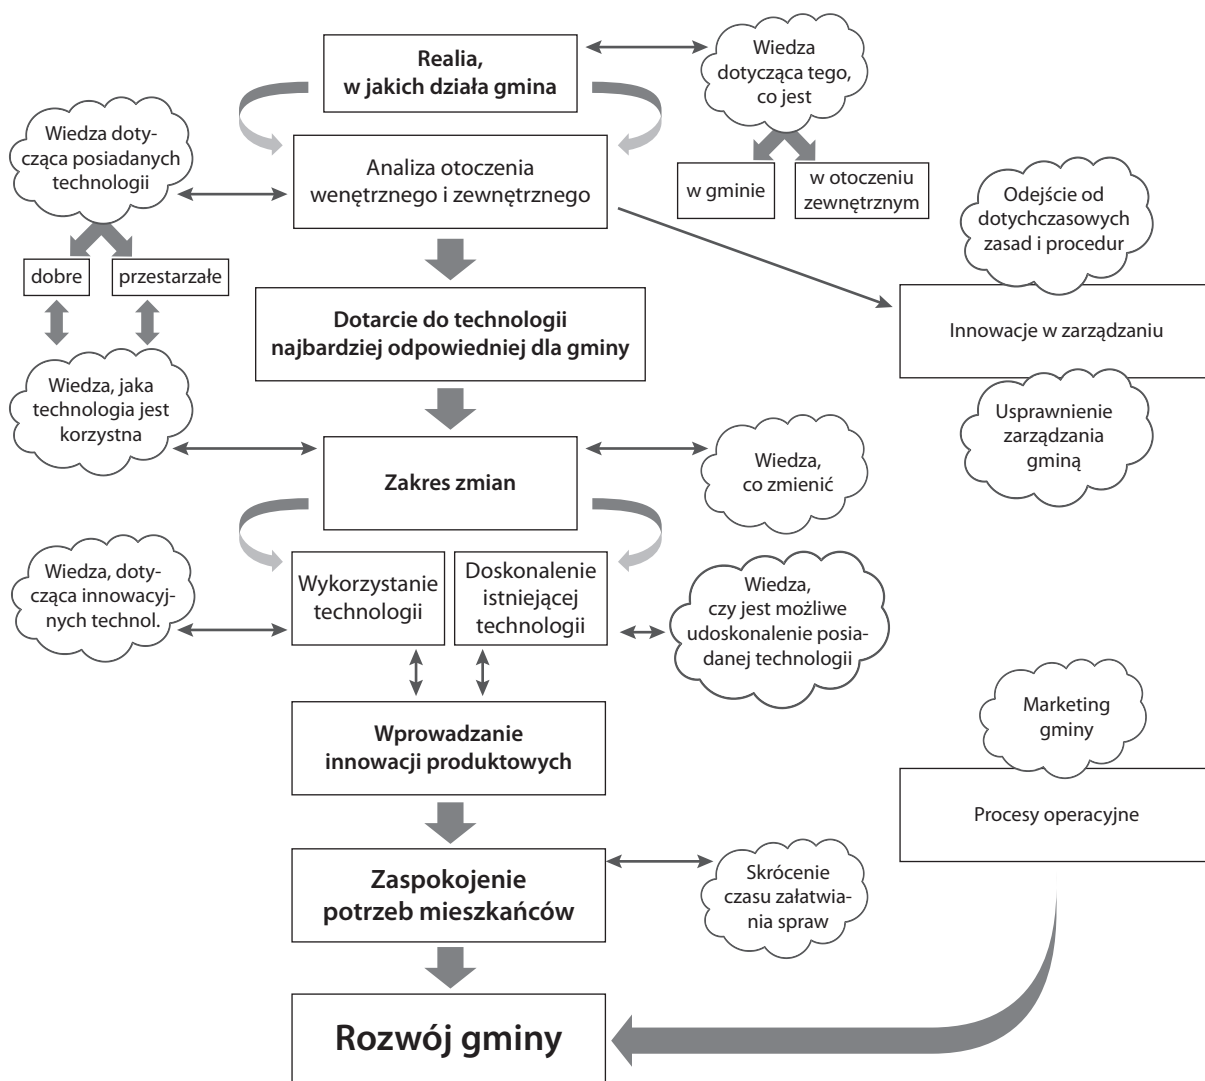 Realia,
w jakich działa gmina
Wiedza
dotycząca tego,
co jest
Wiedza doty-
cząca posiadanych
technologii
Analiza otoczenia
wenętrznego i zewnętrznego
w gminie
w otoczeniu
zewnętrznym
Odejście od
dotychczasowych
zasad i procedur
dobre
przestarzałe
Dotarcie do technologii
najbardziej odpowiedniej dla gminy
Innowacje w zarządzaniu
Wiedza, jaka
technologia jest
korzystna
Usprawnienie
zarządzania
gminą
Zakres zmian
Wiedza,
co zmienić
Wiedza, doty-
cząca innowacyj-
nych technol.
Wykorzystanie
technologii
Doskonalenie
istniejącej
technologii
Wiedza,
czy jest możliwe
udoskonalenie posia-
danej technologii
Wprowadzanie
innowacji produktowych
Marketing
gminy
Procesy operacyjne
Zaspokojenie
potrzeb mieszkańców
Skrócenie
czasu załatwia-
nia spraw
Rozwój gminy